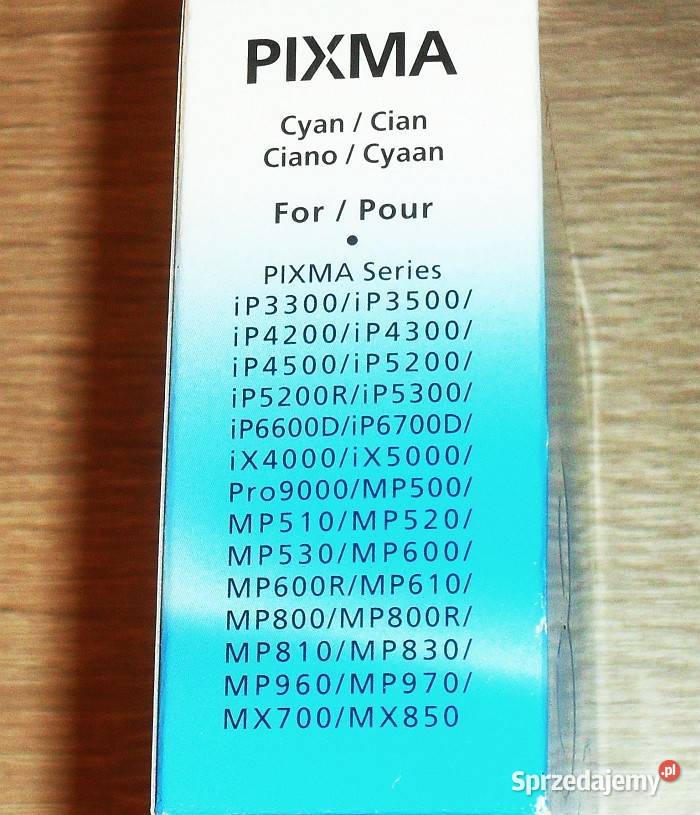 PIXMA
Cyan / Cian
Ciano / Cyaan
For / Pour
•
PIXMA Series
iP3300/iP3500/
iP4200/iP4300/
iP4500/iP5200/
iP5200R/iP5300/
iP6600D/iP6700D/
iX4000/iX5000/
Pro9000/MP500/
MP510/MP520/
MP530/MP600/
MP600R/MP610/
MP800/MP800R/
MP810/MP830/
MP960/MP970/
MX700/MX850
Sprzedajemy.pl